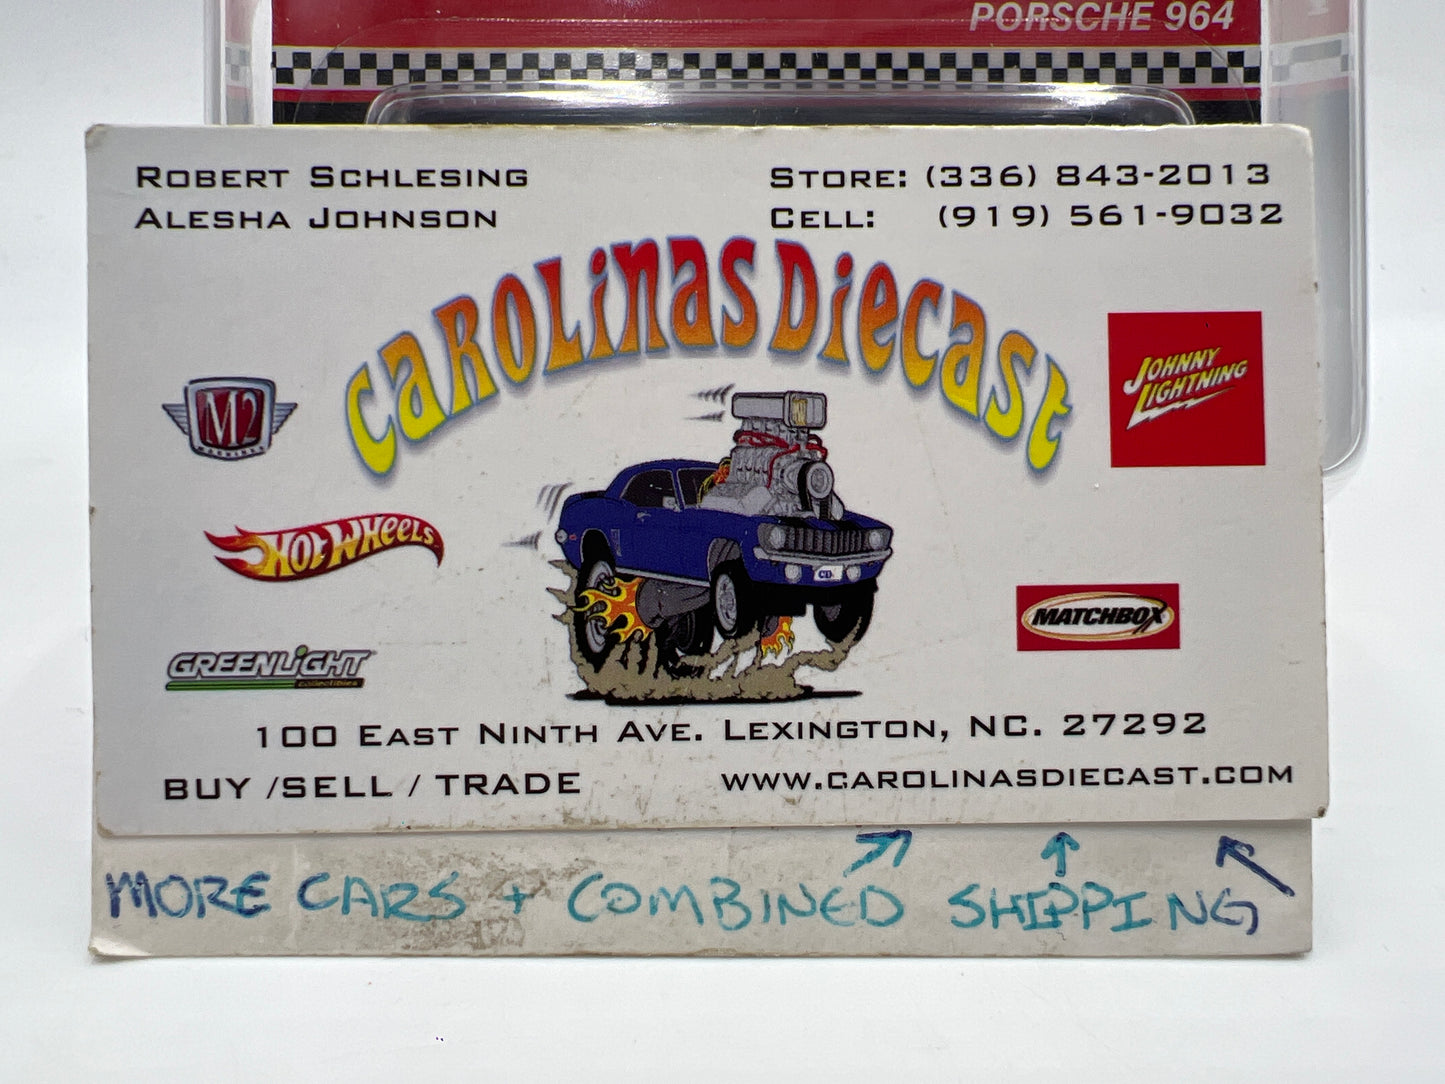 PORSCHE 964
ROBERT SCHLESING
ALESHA JOHNSON
STORE: (336) 843-2013
CELL: (919) 561-9032
CAROLINAS DIECAST
M2
MACHINES
JOHNNY
LIGHTNING
HOT WHEELS
MATCHBOX
GREENLIGHT
collectibles
100 EAST NINTH AVE. LEXINGTON, NC. 27292
BUY /SELL / TRADE
WWW.CAROLINASDIECAST.COM
MORE CARS + COMBINED SHIPPING